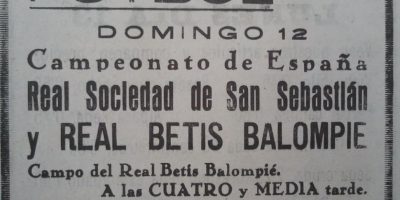 DOMINGO 12
Campeonato de España
Real Sociedad de San Sebastián
y REAL BETIS BALOMPIE
Campo del Real Betis Balompié.
A las CUATRO y MEDIA tarde.